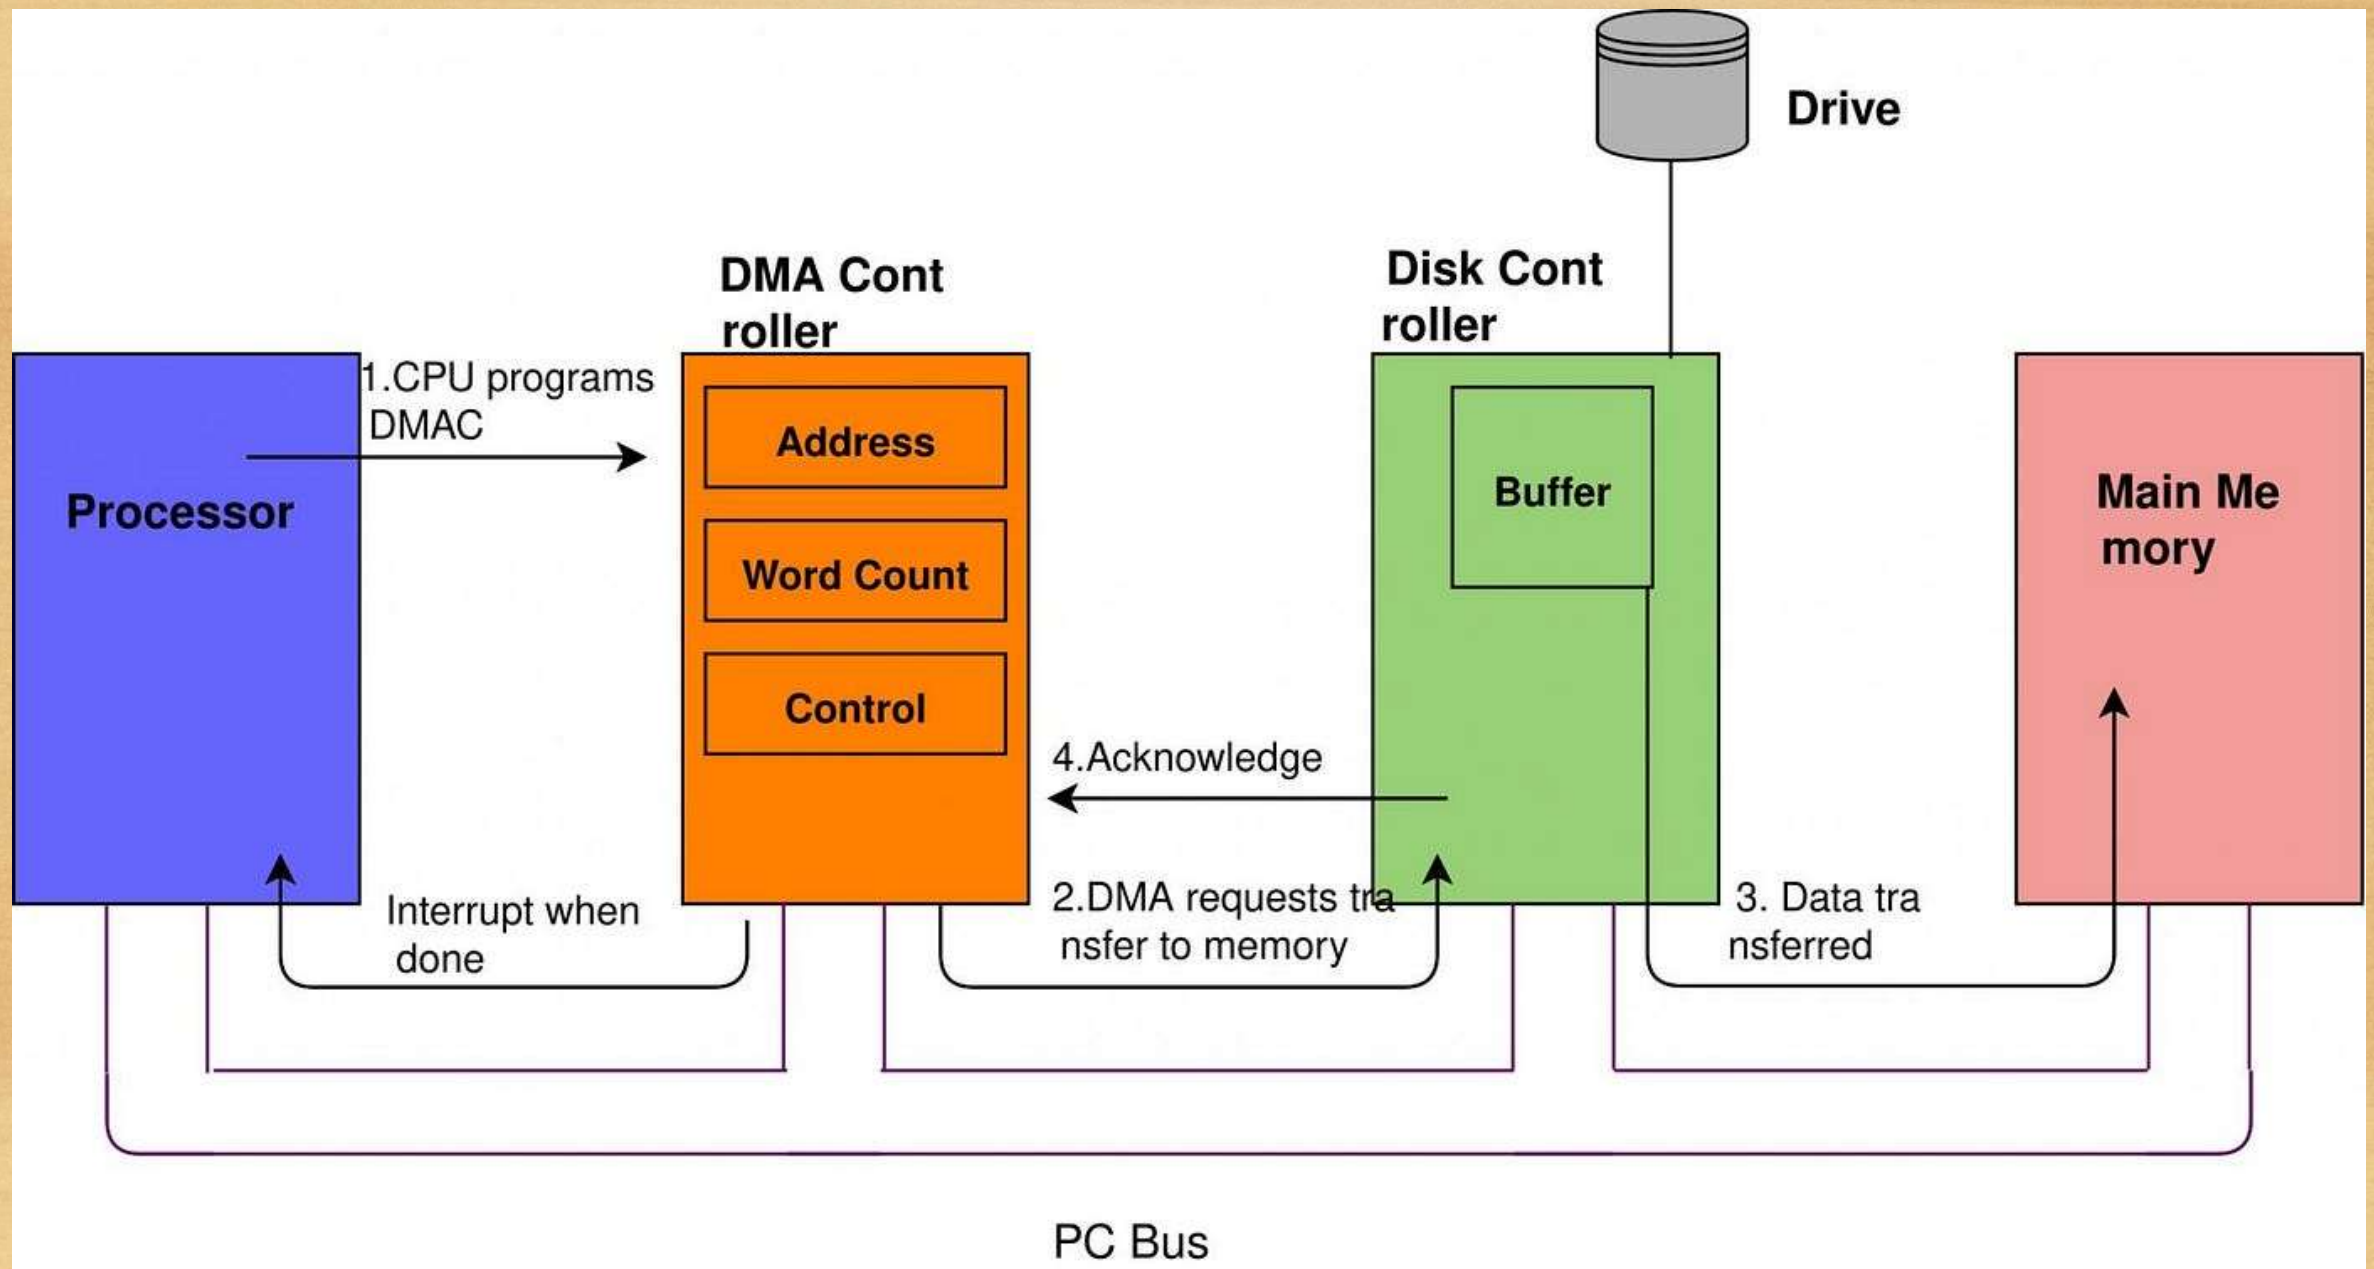 Drive
DMA Cont
roller
Disk Cont
roller
1.CPU programs
DMAC
Processor
Address
Word Count
Control
Buffer
Main Me
mory
4.Acknowledge
Interrupt when
done
2.DMA requests tra
nsfer to memory
3. Data tra
nsferred
PC Bus